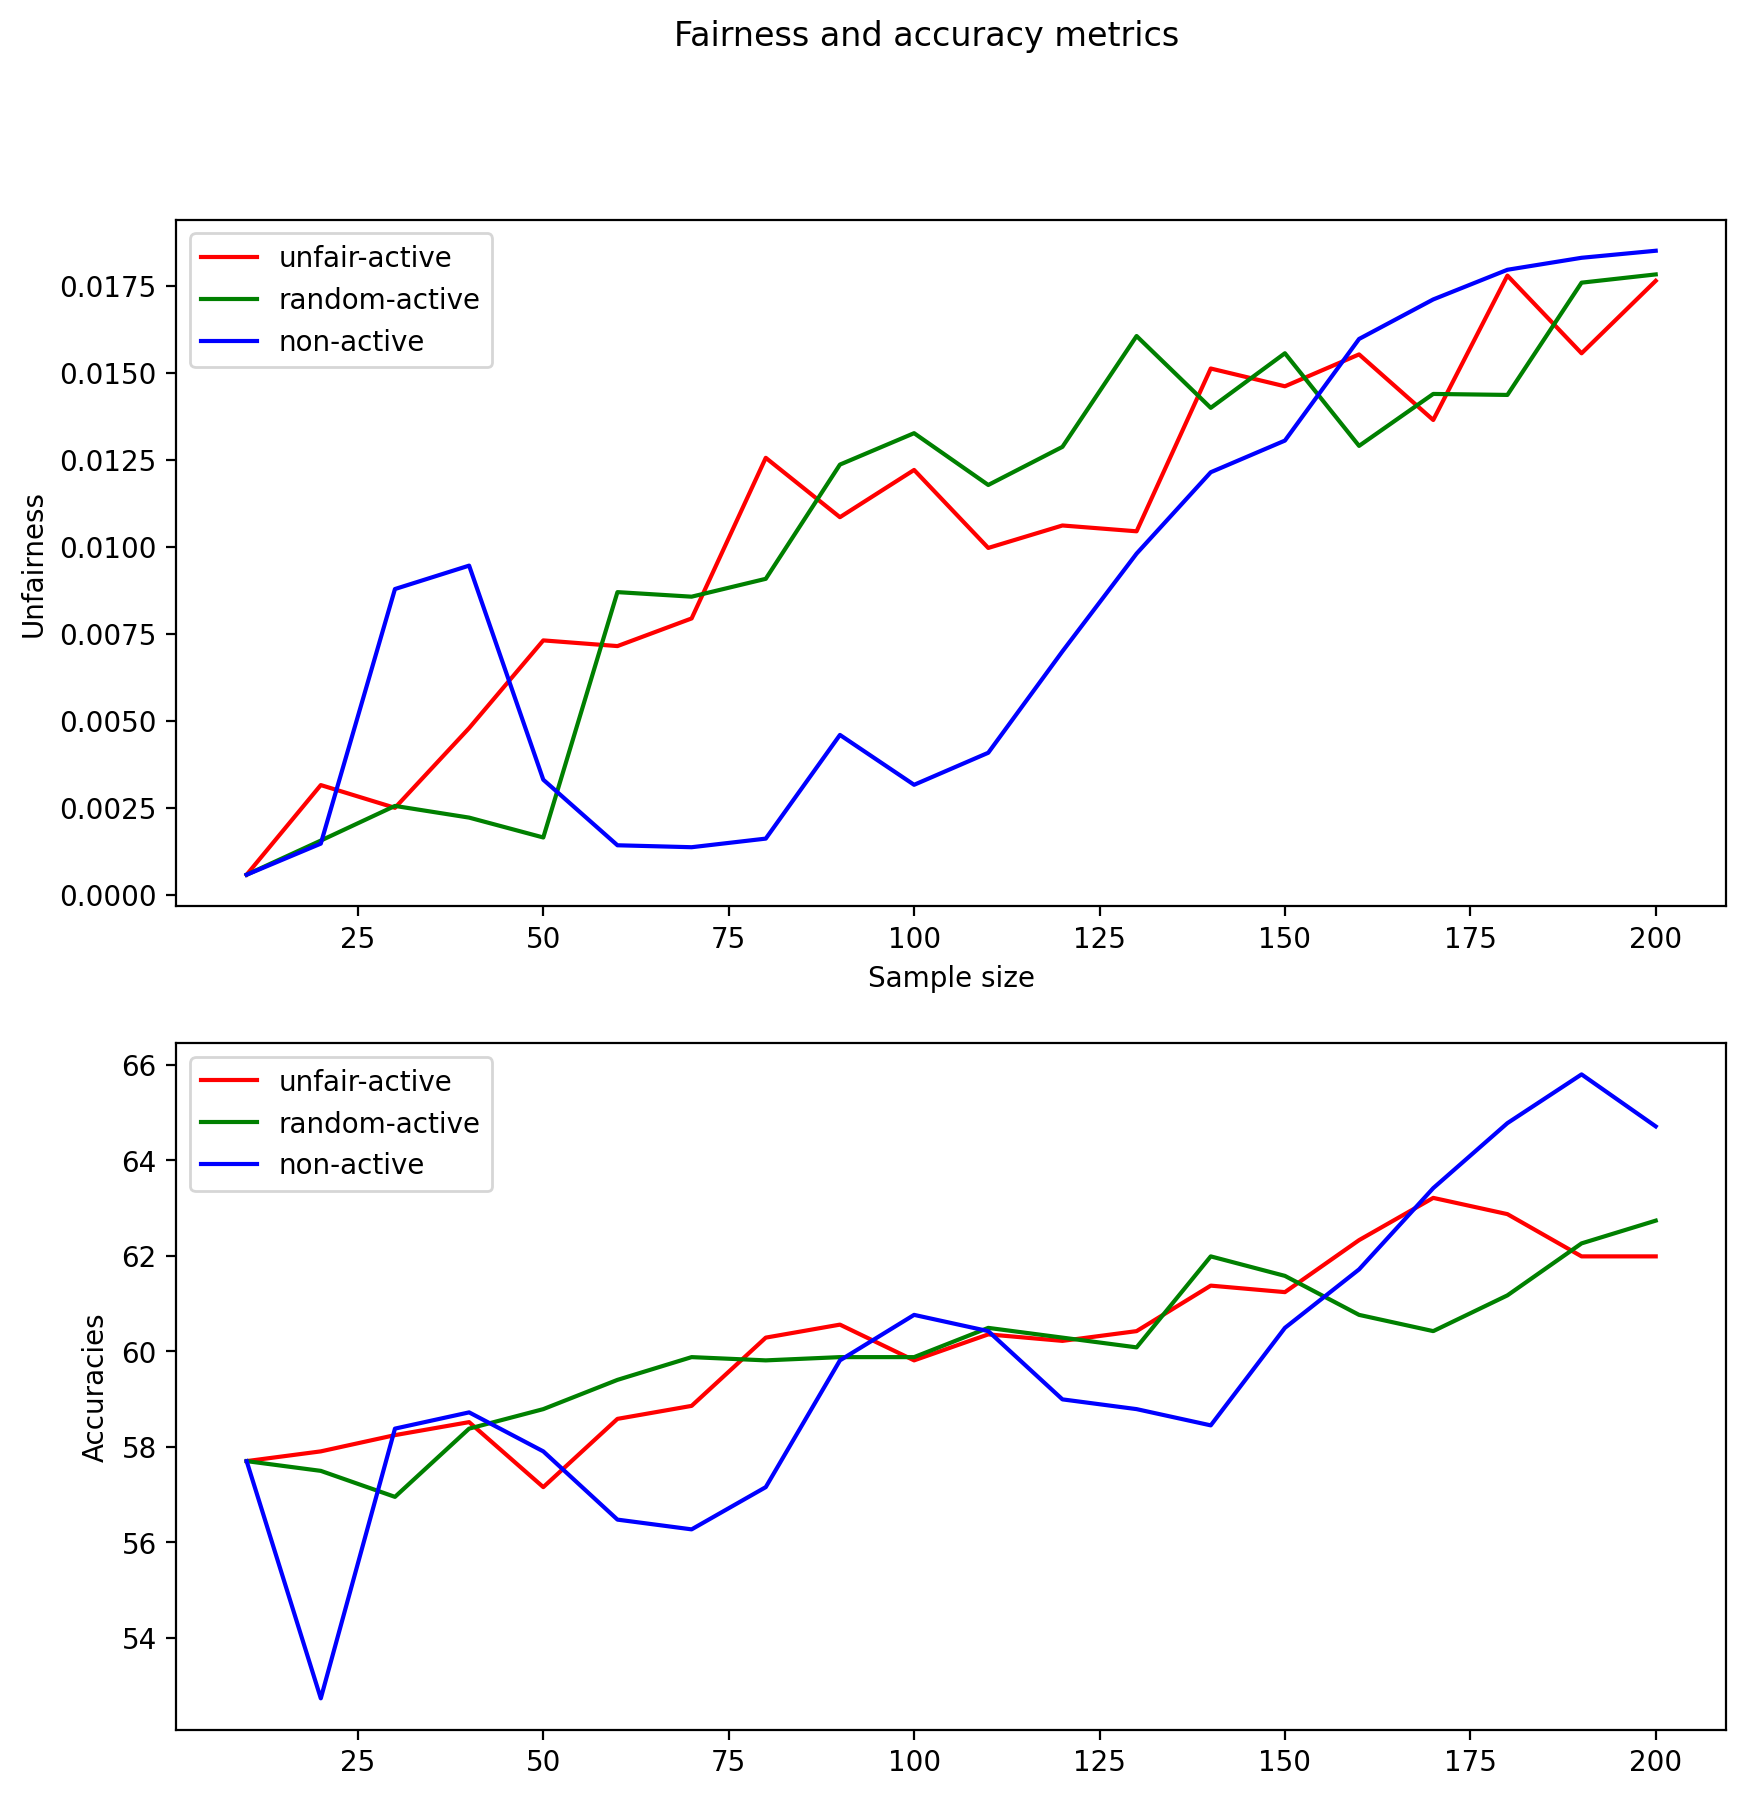 Fairness and accuracy metrics
unfair-active
random-active
non-active
0.0175
0.0150
0.0125
0.0100
0.0075
0.0050
0.0025
0.0000
Unfairness
25 50 75 100 125 150 175 200
Sample size
unfair-active
random-active
non-active
66
64
62
60
58
56
54
Accuracies
25 50 75 100 125 150 175 200